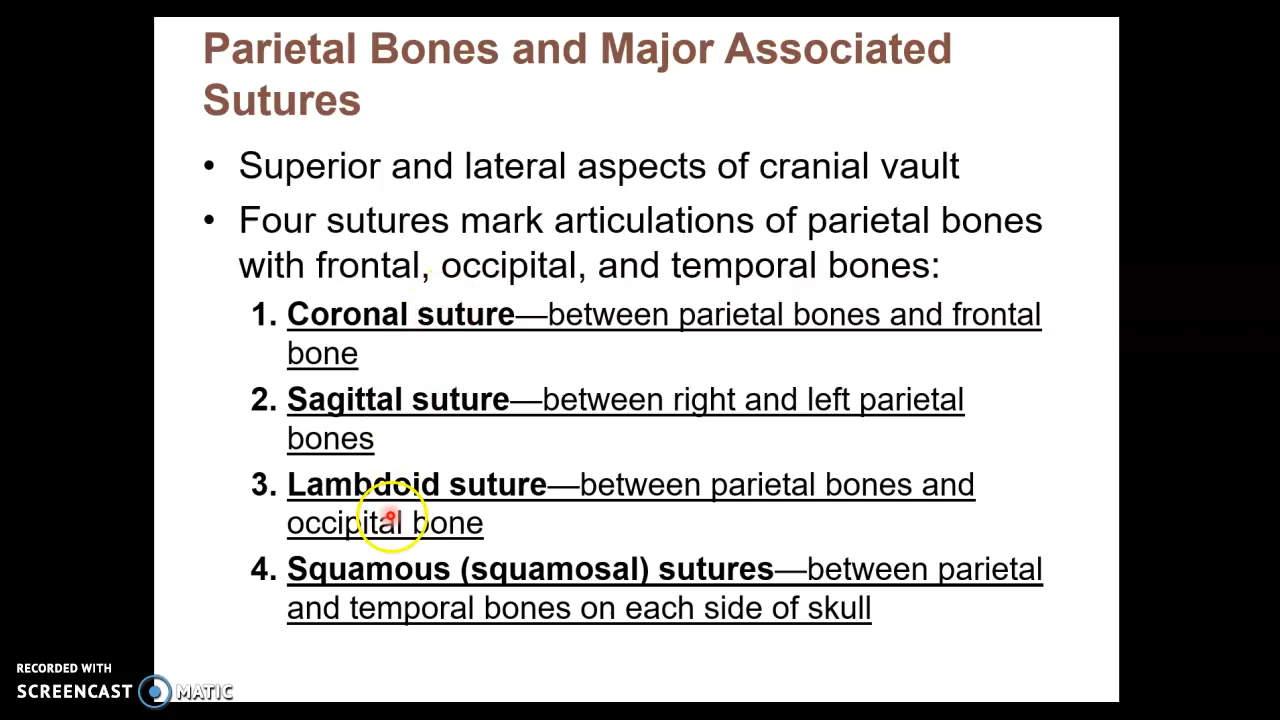 Parietal Bones and Major Associated
Sutures
• Superior and lateral aspects of cranial vault
• Four sutures mark articulations of parietal bones
with frontal, occipital, and temporal bones:
1. Coronal suture—between parietal bones and frontal
bone
2. Sagittal suture—between right and left parietal
bones
3. Lambdoid suture—between parietal bones and
occipital bone
4. Squamous (squamosal) sutures—between parietal
and temporal bones on each side of skull
RECORDED WITH
SCREENCAST MATIC